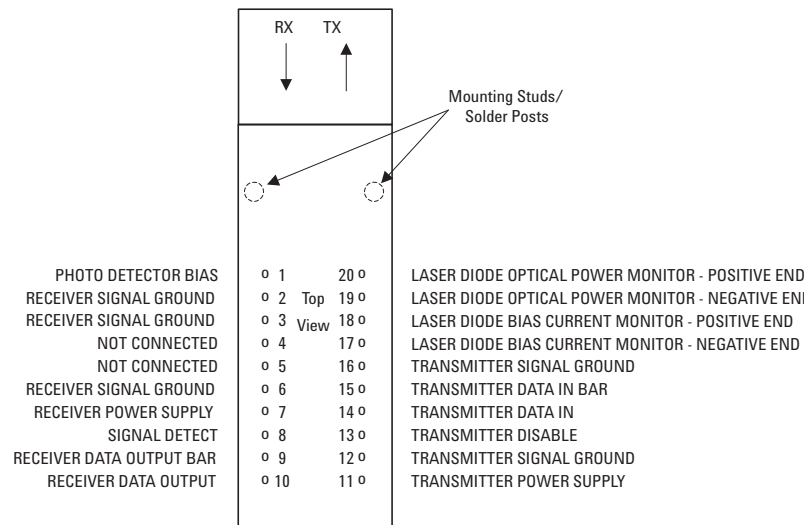 RX TX
Mounting Studs/
Solder Posts
PHOTO DETECTOR BIAS o 1 20 o LASER DIODE OPTICAL POWER MONITOR - POSITIVE END
RECEIVER SIGNAL GROUND o 2 Top 19 o LASER DIODE OPTICAL POWER MONITOR - NEGATIVE EN
RECEIVER SIGNAL GROUND o 3 View 18 o LASER DIODE BIAS CURRENT MONITOR - POSITIVE END
NOT CONNECTED o 4 17 o LASER DIODE BIAS CURRENT MONITOR - NEGATIVE END
NOT CONNECTED o 5 16 o TRANSMITTER SIGNAL GROUND
RECEIVER SIGNAL GROUND o 6 15 o TRANSMITTER DATA IN BAR
RECEIVER POWER SUPPLY o 7 14 o TRANSMITTER DATA IN
SIGNAL DETECT o 8 13 o TRANSMITTER DISABLE
RECEIVER DATA OUTPUT BAR o 9 12 o TRANSMITTER SIGNAL GROUND
RECEIVER DATA OUTPUT o 10 11 o TRANSMITTER POWER SUPPLY